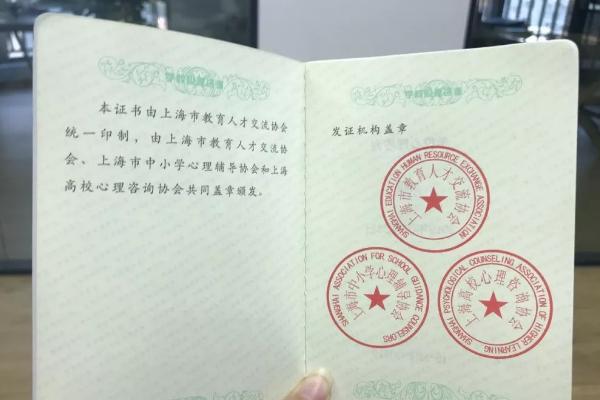 本证书由上海市教育人才交流协会
统一印制，由上海市教育人才交流协
会、上海市中小学心理辅导协会和上海
高校心理咨询协会共同盖章颁发。
发证机构盖章
SHANGHAI EDUCATION HUMAN RESOURCE EXCHANGE ASSOCIATION
上海市教育人才交流协会
SHANGHAI ASSOCIATION FOR SCHOOL GUIDANCE COUNSELORS
上海市中小学心理辅导协会
SHANGHAI PSYCHOLOGICAL COUNSELING ASSOCIATION OF HIGHER LEARNING
上海高校心理咨询协会